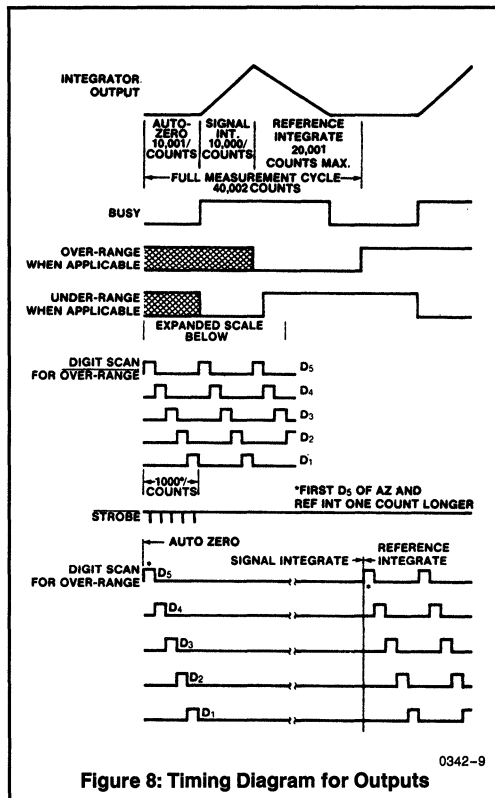 INTEGRATOR
OUTPUT
AUTO-
ZERO
10,001/
COUNTS
SIGNAL
INT.
10,000/
COUNTS
REFERENCE
INTEGRATE
20,001
COUNTS MAX.
FULL MEASUREMENT CYCLE
40,002 COUNTS
BUSY
OVER-RANGE
WHEN APPLICABLE
UNDER-RANGE
WHEN APPLICABLE
EXPANDED SCALE
BELOW
DIGIT SCAN
FOR OVER-RANGE
D5
D4
D3
D2
D1
1000*/
COUNTS
*FIRST D5 OF AZ AND
REF INT ONE COUNT LONGER
STROBE
AUTO ZERO
SIGNAL INTEGRATE
REFERENCE
INTEGRATE
DIGIT SCAN
FOR OVER-RANGE
* D5
*
D4
D3
D2
D1
0342-9
Figure 8: Timing Diagram for Outputs